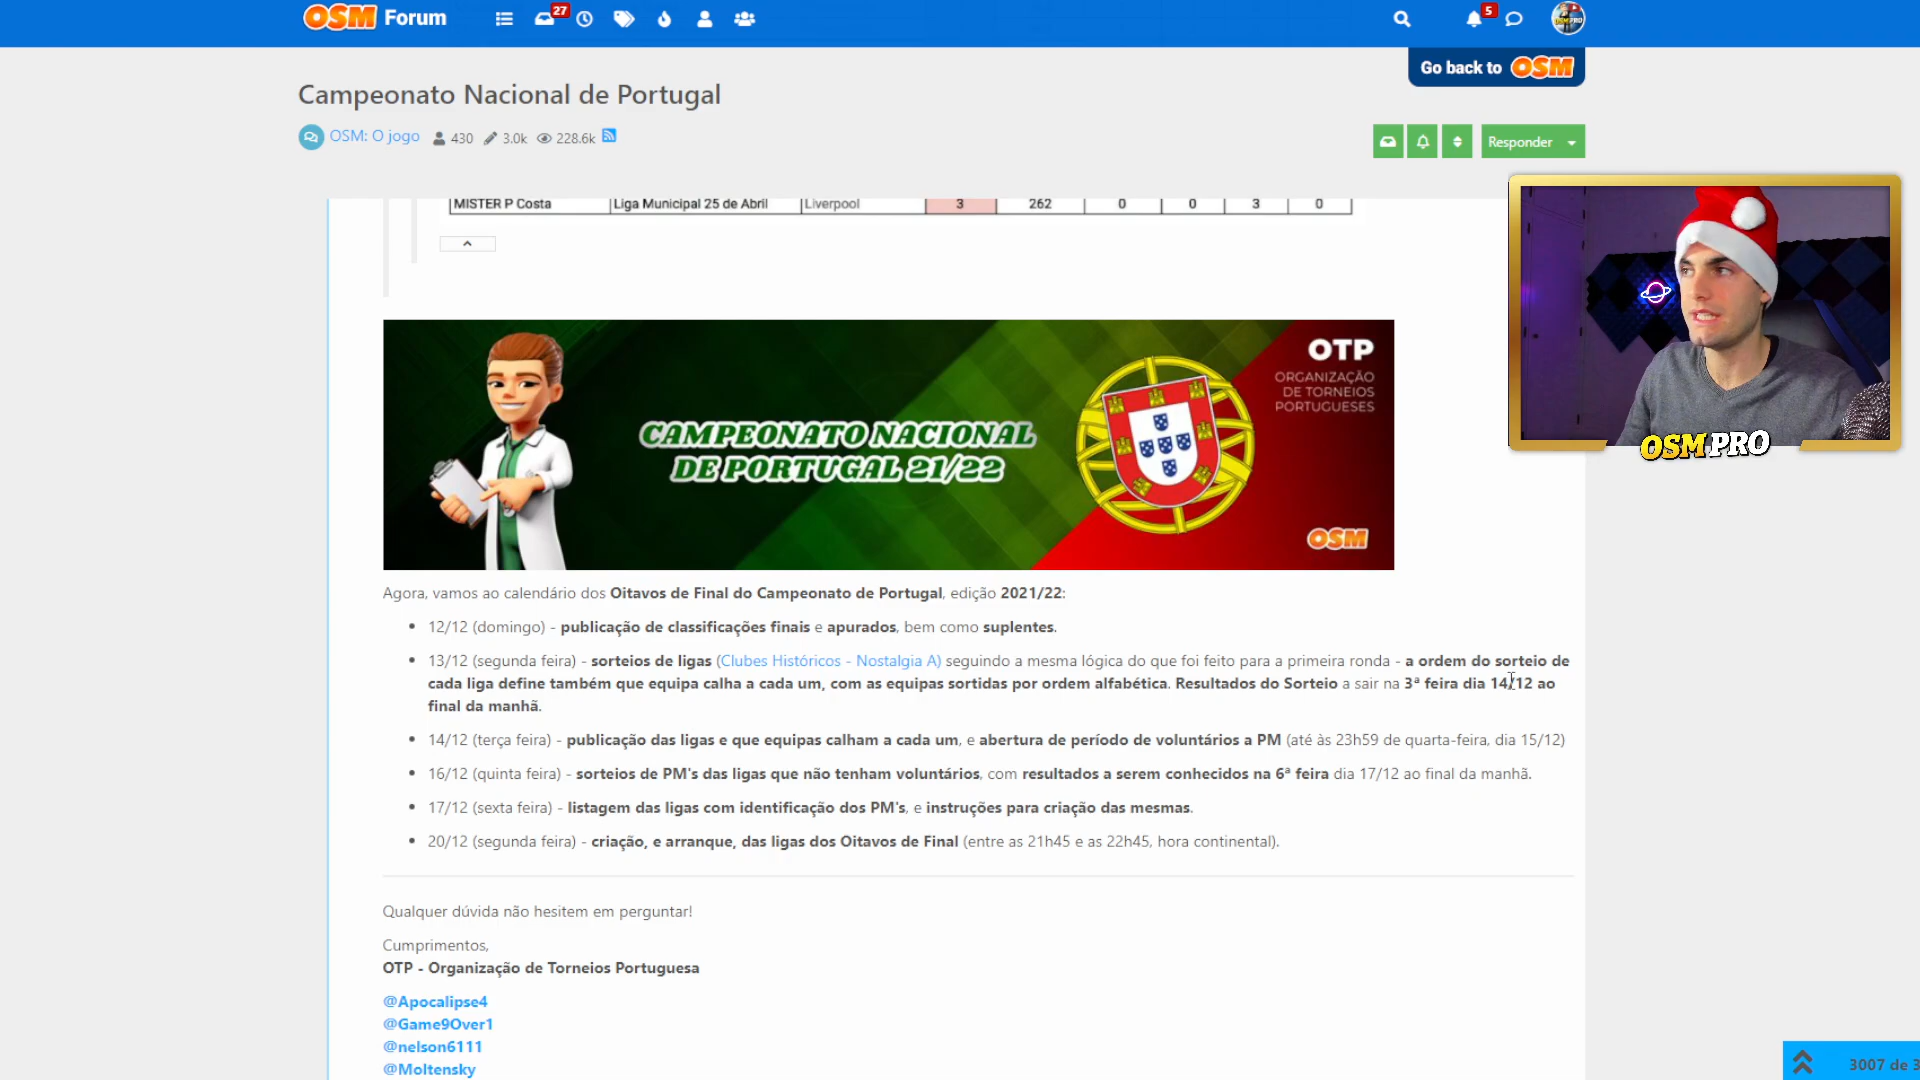 OSM Forum
27
5
Go back to OSM
Campeonato Nacional de Portugal
OSM: O jogo 430 3.0k 228.6k
Responder
MISTER P Costa Liga Municipal 25 de Abril Liverpool 3 262 0 0 3 0
OTP
ORGANIZAÇÃO
DE TORNEIOS
PORTUGUESES
CAMPEONATO NACIONAL
DE PORTUGAL 21/22
OSM
OSM PRO
Agora, vamos ao calendário dos Oitavos de Final do Campeonato de Portugal, edição 2021/22:
12/12 (domingo) - publicação de classificações finais e apurados, bem como suplentes.
13/12 (segunda feira) - sorteios de ligas (Clubes Históricos - Nostalgia A) seguindo a mesma lógica do que foi feito para a primeira ronda - a ordem do sorteio de
cada liga define também que equipa calha a cada um, com as equipas sortidas por ordem alfabética. Resultados do Sorteio a sair na 3ª feira dia 14/12 ao
final da manhã.
14/12 (terça feira) - publicação das ligas e que equipas calham a cada um, e abertura de período de voluntários a PM (até às 23h59 de quarta-feira, dia 15/12)
16/12 (quinta feira) - sorteios de PM's das ligas que não tenham voluntários, com resultados a serem conhecidos na 6ª feira dia 17/12 ao final da manhã.
17/12 (sexta feira) - listagem das ligas com identificação dos PM's, e instruções para criação das mesmas.
20/12 (segunda feira) - criação, e arranque, das ligas dos Oitavos de Final (entre as 21h45 e as 22h45, hora continental).
Qualquer dúvida não hesitem em perguntar!
Cumprimentos,
OTP - Organização de Torneios Portuguesa
@Apocalipse4
@Game9Over1
@nelson6111
@Moltensky
3007 de 3